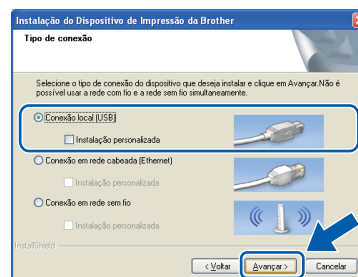 Instalação do Dispositivo de Impressão da Brother
Tipo de conexão
Selecione o tipo de conexão do dispositivo que deseja instalar e clique em Avançar.Não é
possível usar a rede com fio e a rede sem fio simultaneamente.
Conexão local (USB)
Instalação personalizada
Conexão em rede cabeada (Ethernet)
Instalação personalizada
Conexão em rede sem fio
Instalação personalizada
InstallShield
< Voltar
Avançar >
Cancelar